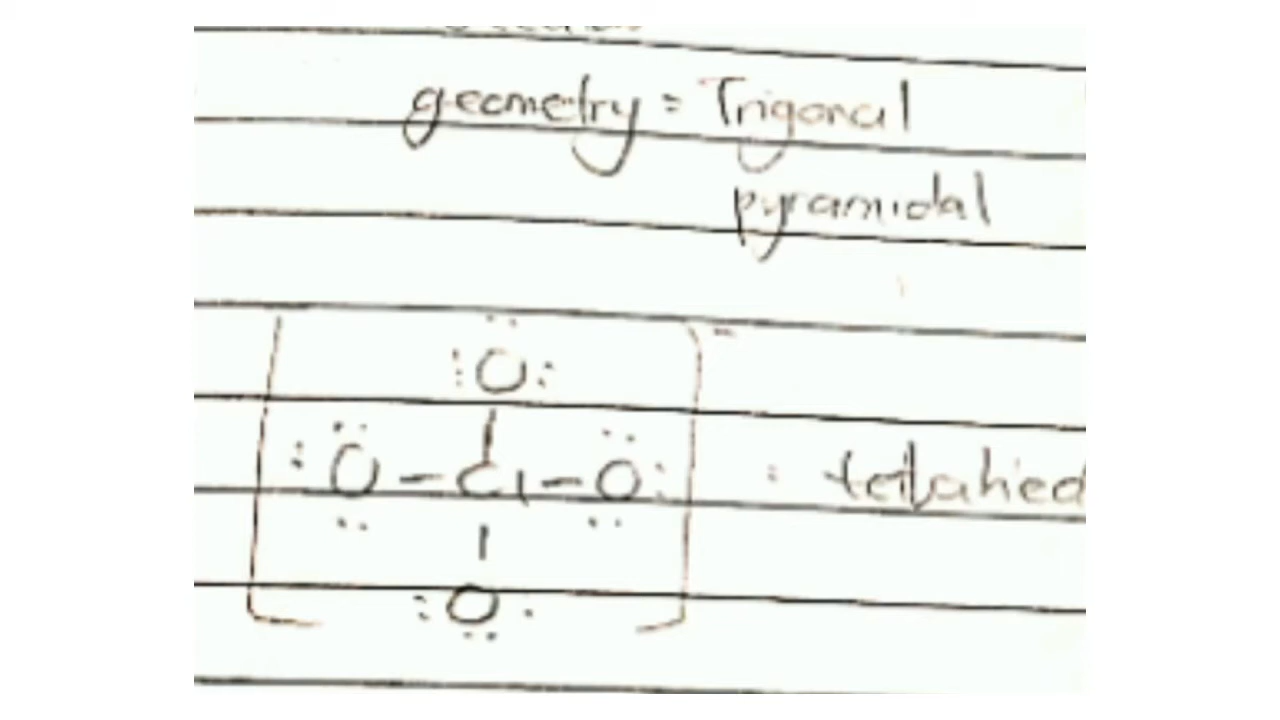 geometry = Trigonal
pyramidal
:O:
:O - Cl - O: : tetrahed
:O: